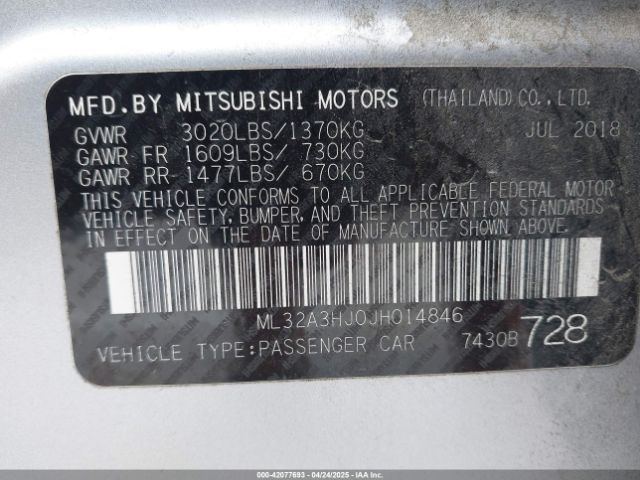 MFD.BY MITSUBISHI MOTORS (THAILAND)CO.,LTD.
GVWR 3020LBS/1370KG JUL 2018
GAWR FR 1609LBS/ 730KG
GAWR RR 1477LBS/ 670KG
THIS VEHICLE CONFORMS TO ALL APPLICABLE FEDERAL MOTOR
VEHICLE SAFETY, BUMPER, AND THEFT PREVENTION STANDARDS
IN EFFECT ON THE DATE OF MANUFACTURE SHOWN ABOVE.
ML32A3HJ0JH014846
VEHICLE TYPE:PASSENGER CAR 7430B 728
000-42077693 - 04/24/2025 - IAAI.COM